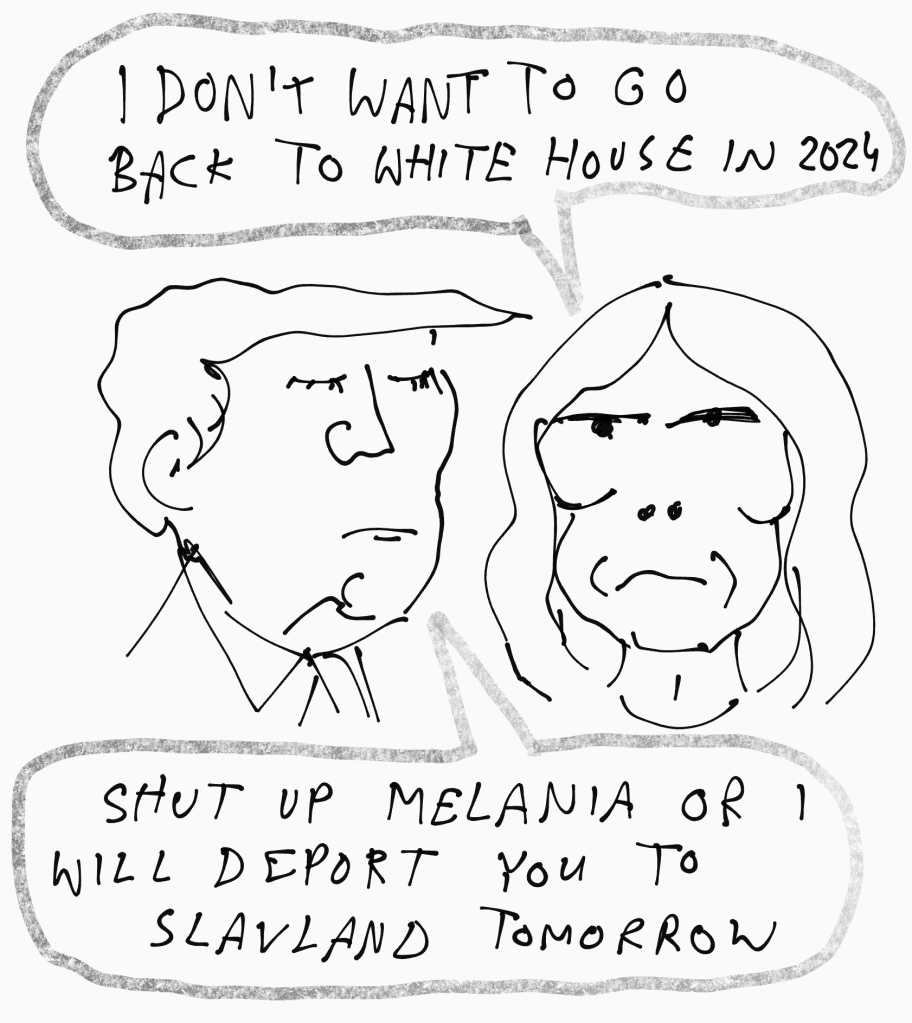 I DON'T WANT TO GO
BACK TO WHITE HOUSE IN 2024
SHUT UP MELANIA OR I
WILL DEPORT YOU TO
SLAVLAND TOMORROW